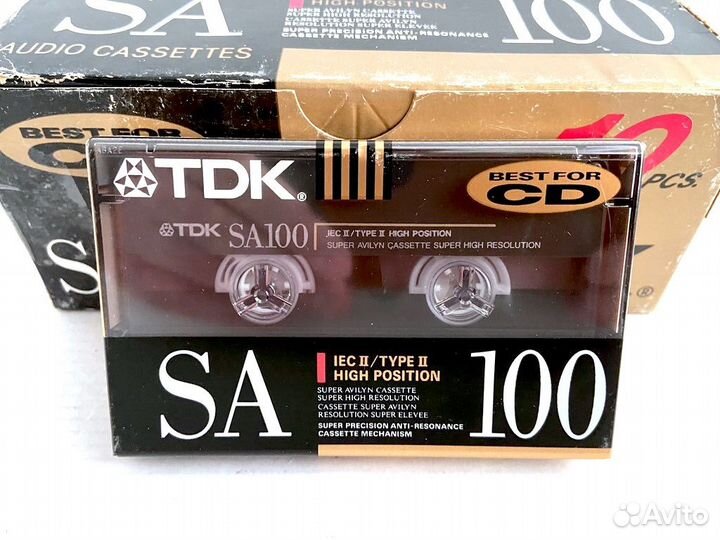 SA
HIGH POSITION
SUPER AVILYN CASSETTE
SUPER HIGH RESOLUTION
CASSETTE SUPER AVILYN
RESOLUTION SUPER ELEVEE
SUPER PRECISION ANTI-RESONANCE
CASSETTE MECHANISM
100
AUDIO CASSETTES
BEST FOR
CD
10
PCS.
SA
TDK®
BEST FOR
CD
TDK SA100
IEC II/TYPE II HIGH POSITION
SUPER AVILYN CASSETTE SUPER HIGH RESOLUTION
SA
IEC II/TYPE II
HIGH POSITION
SUPER AVILYN CASSETTE
SUPER HIGH RESOLUTION
CASSETTE SUPER AVILYN
RESOLUTION SUPER ELEVEE
SUPER PRECISION ANTI-RESONANCE
CASSETTE MECHANISM
100
Avito